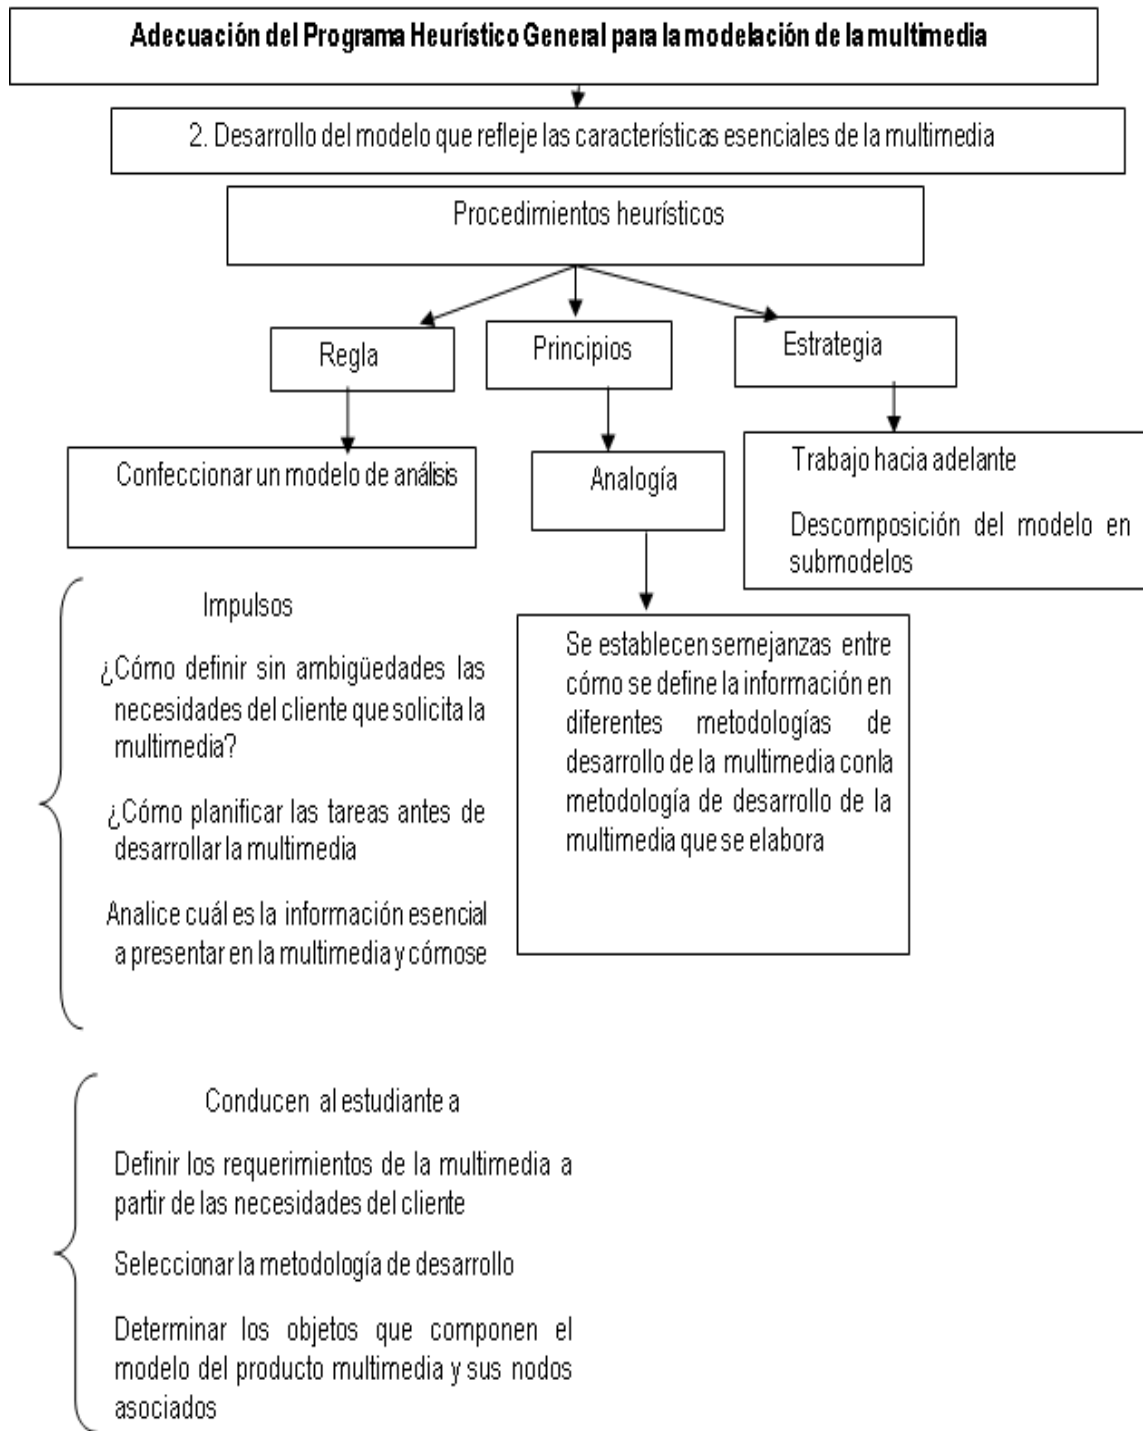 Adecuación del Programa Heurístico General para la modelación de la multimedia
2. Desarrollo del modelo que refleje las características esenciales de la multimedia
Procedimientos heurísticos
Regla
Principios
Estrategia
Confeccionar un modelo de análisis
Analogía
Trabajo hacia adelante
Descomposición del modelo en
submodelos
Impulsos
¿Cómo definir sin ambigüedades las
necesidades del cliente que solicita la
multimedia?
¿Cómo planificar las tareas antes de
desarrollar la multimedia
Analice cuál es la información esencial
a presentar en la multimedia y cómose
Se establecen semejanzas entre
cómo se define la información en
diferentes metodologías de
desarrollo de la multimedia conla
metodología de desarrollo de la
multimedia que se elabora
Conducen al estudiante a
Definir los requerimientos de la multimedia a
partir de las necesidades del cliente
Seleccionar la metodología de desarrollo
Determinar los objetos que componen el
modelo del producto multimedia y sus nodos
asociados